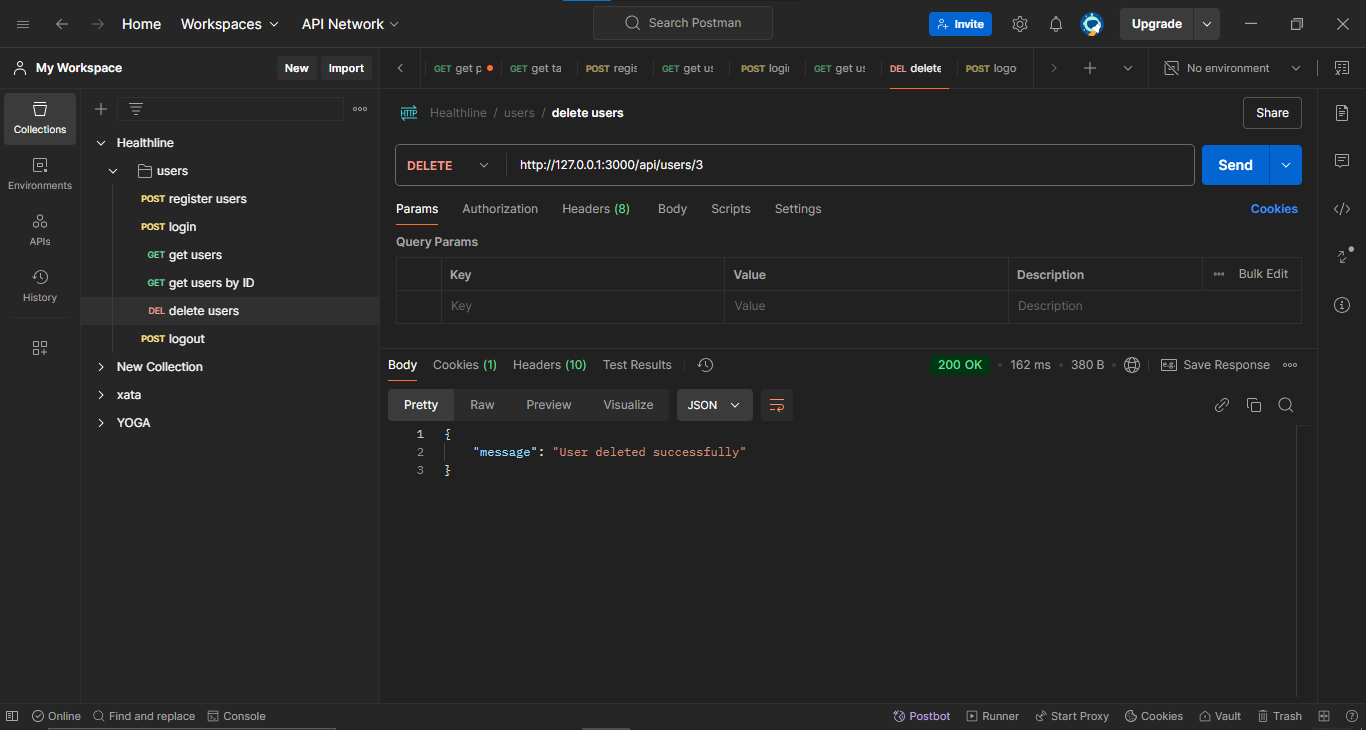 Home Workspaces API Network Search Postman Invite Upgrade
My Workspace New Import GET get p GET get ta POST regis GET get us POST logi GET get us DEL delete POST logo No environment
Collections
Environments
APIs
History
Healthline
users
POST register users
POST login
GET get users
GET get users by ID
DEL delete users
POST logout
New Collection
xata
YOGA
HTTP Healthline / users / delete users Share
DELETE http://127.0.0.1:3000/api/users/3 Send
Params Authorization Headers (8) Body Scripts Settings Cookies
Query Params
Key Value Description Bulk Edit
Key Value Description
Body Cookies (1) Headers (10) Test Results 200 OK 162 ms 380 B e.g. Save Response
Pretty Raw Preview Visualize JSON
1 {
2 "message": "User deleted successfully"
3 }
Online Find and replace Console Postbot Runner Start Proxy Cookies Vault Trash